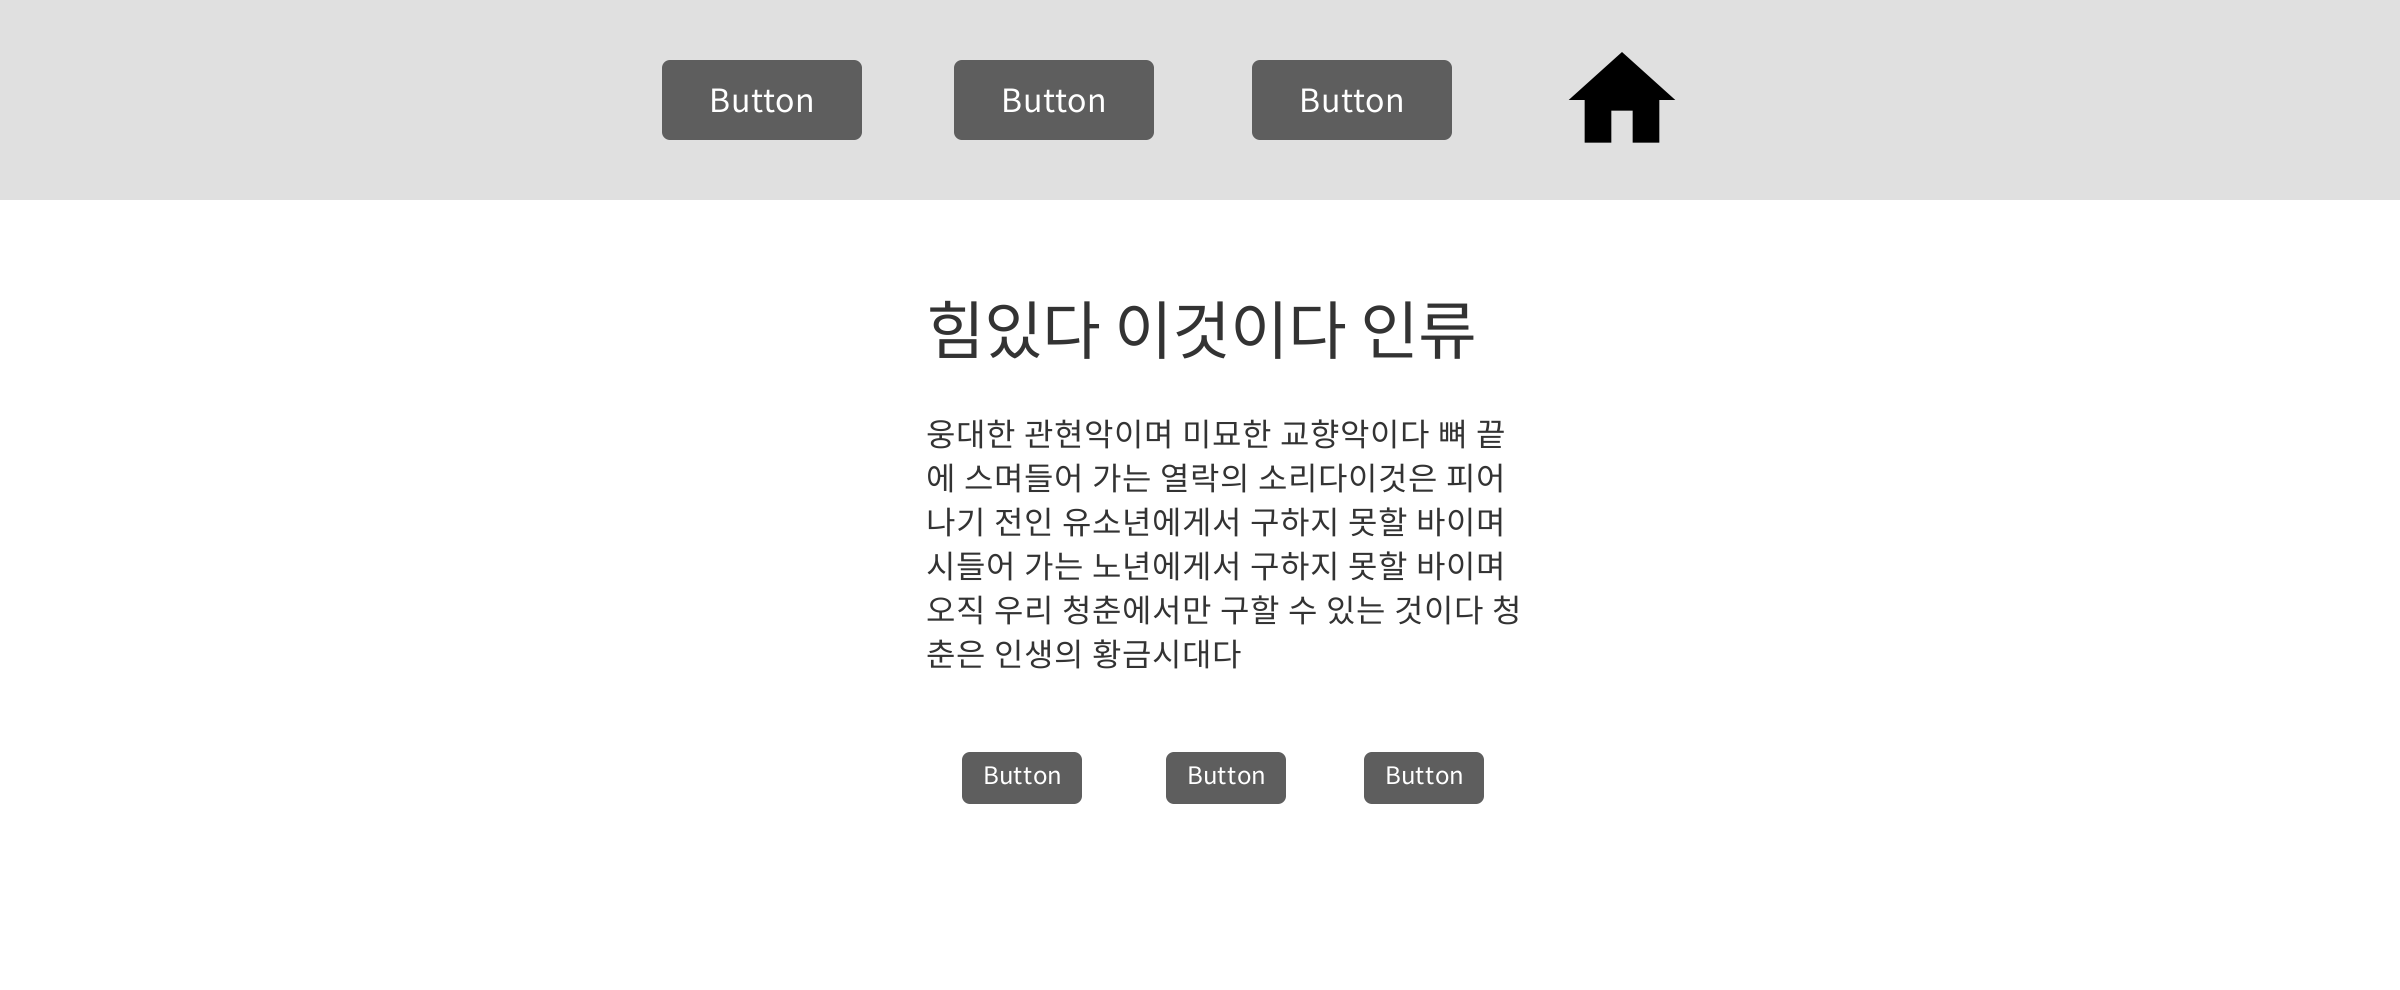 Button Button Button
힘있다 이것이다 인류
웅대한 관현악이며 미묘한 교향악이다 뼈 끝
에 스며들어 가는 열락의 소리다이것은 피어
나기 전인 유소년에게서 구하지 못할 바이며
시들어 가는 노년에게서 구하지 못할 바이며
오직 우리 청춘에서만 구할 수 있는 것이다 청
춘은 인생의 황금시대다
Button Button Button